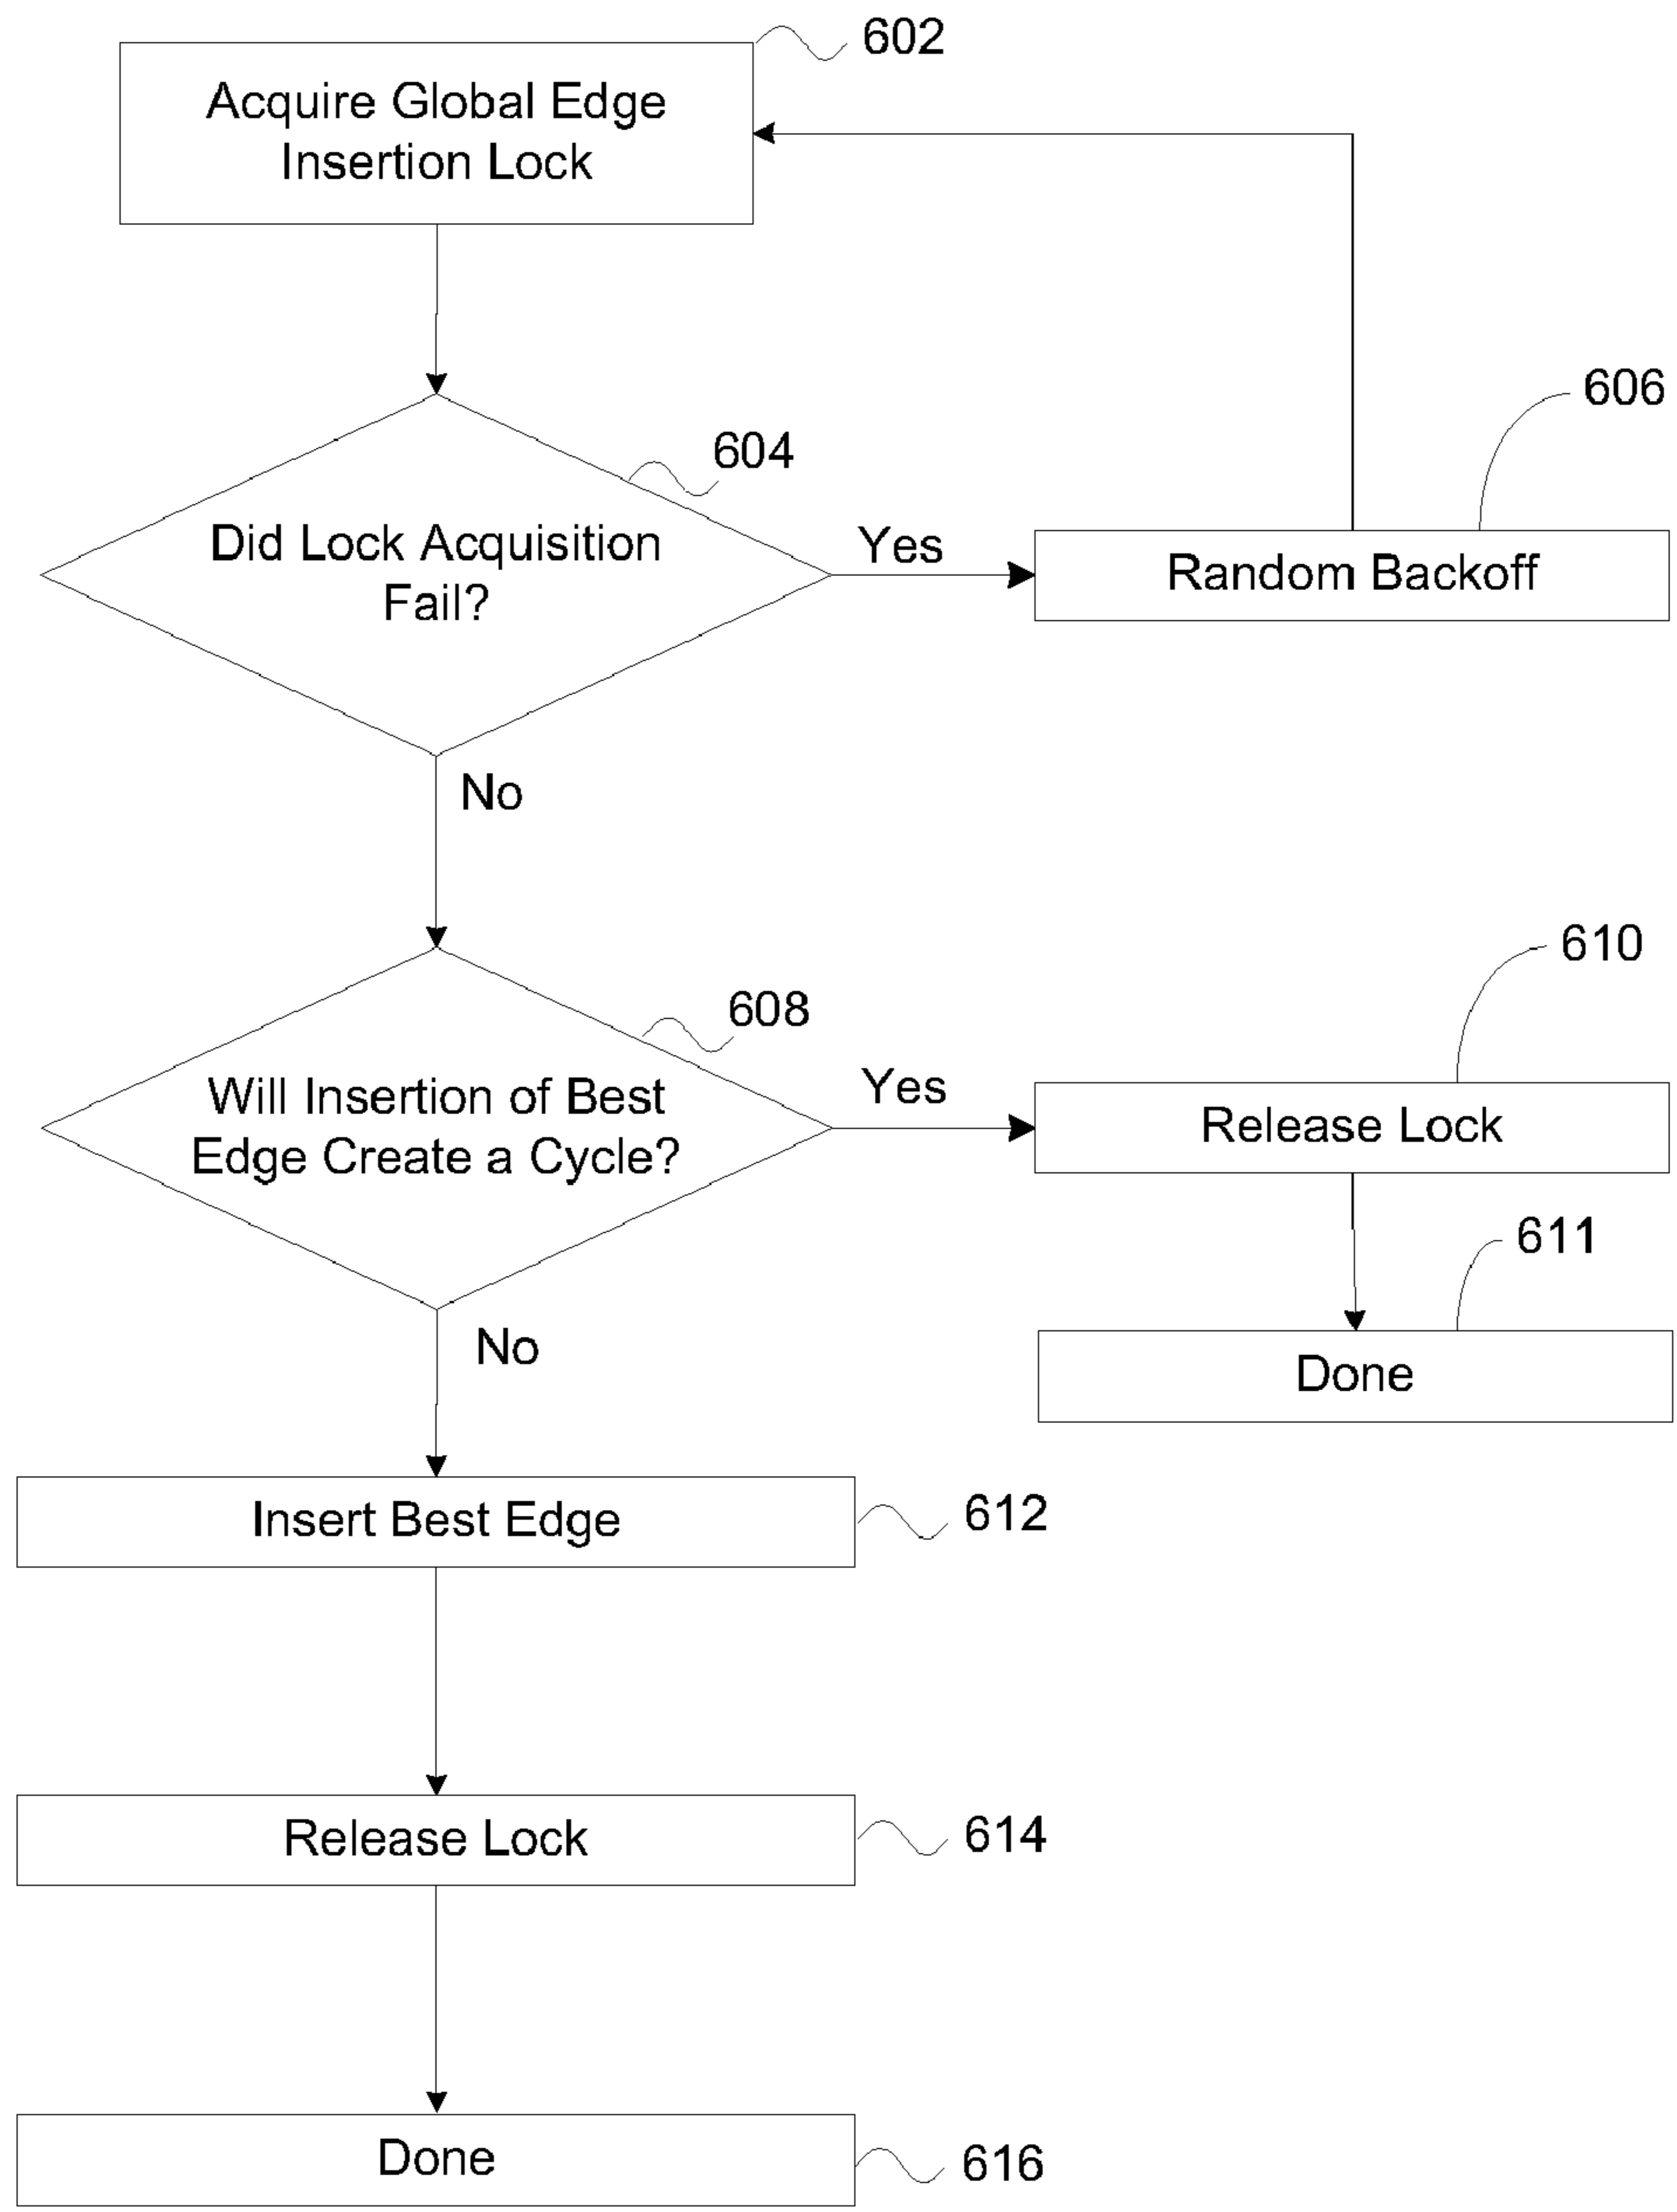 602
Acquire Global Edge
Insertion Lock
606
604
Did Lock Acquisition
Fail?
Yes
Random Backoff
No
610
608
Will Insertion of Best
Edge Create a Cycle?
Yes
Release Lock
611
No
Done
Insert Best Edge
612
Release Lock
614
Done
616